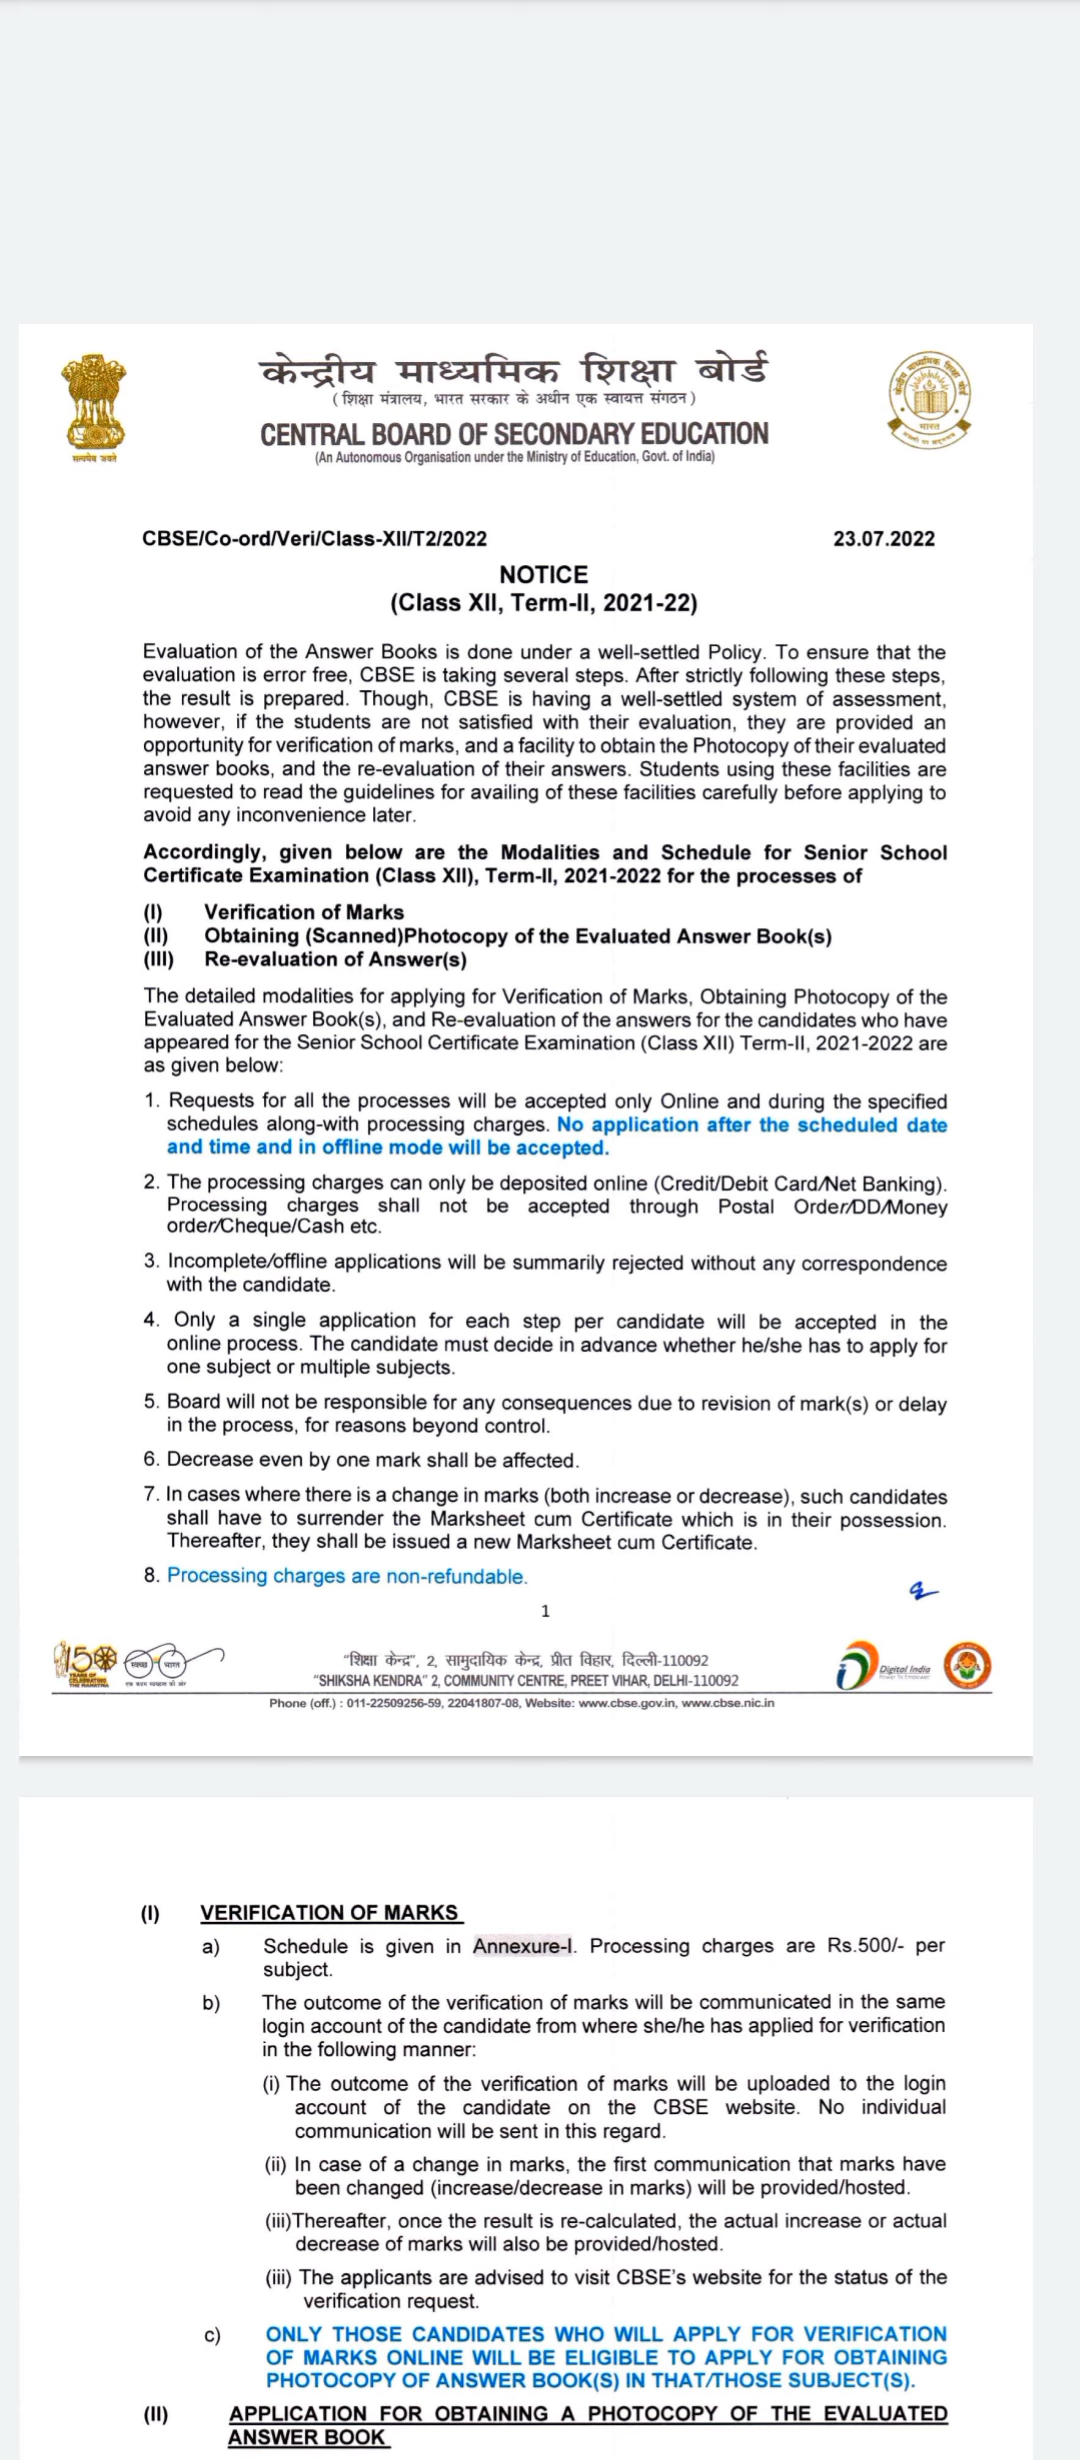 केन्द्रीय माध्यमिक शिक्षा बोर्ड
(शिक्षा मंत्रालय, भारत सरकार के अधीन एक स्वायत्त संगठन)
CENTRAL BOARD OF SECONDARY EDUCATION
(An Autonomous Organisation under the Ministry of Education, Govt. of India)
सत्यमेव जयते
भारत
CBSE/Co-ord/Veri/Class-XII/T2/2022 23.07.2022
NOTICE
(Class XII, Term-II, 2021-22)
Evaluation of the Answer Books is done under a well-settled Policy. To ensure that the
evaluation is error free, CBSE is taking several steps. After strictly following these steps,
the result is prepared. Though, CBSE is having a well-settled system of assessment,
however, if the students are not satisfied with their evaluation, they are provided an
opportunity for verification of marks, and a facility to obtain the Photocopy of their evaluated
answer books, and the re-evaluation of their answers. Students using these facilities are
requested to read the guidelines for availing of these facilities carefully before applying to
avoid any inconvenience later.
Accordingly, given below are the Modalities and Schedule for Senior School
Certificate Examination (Class XII), Term-II, 2021-2022 for the processes of
(I) Verification of Marks
(II) Obtaining (Scanned)Photocopy of the Evaluated Answer Book(s)
(III) Re-evaluation of Answer(s)
The detailed modalities for applying for Verification of Marks, Obtaining Photocopy of the
Evaluated Answer Book(s), and Re-evaluation of the answers for the candidates who have
appeared for the Senior School Certificate Examination (Class XII) Term-II, 2021-2022 are
as given below:
1. Requests for all the processes will be accepted only Online and during the specified
schedules along-with processing charges. No application after the scheduled date
and time and in offline mode will be accepted.
2. The processing charges can only be deposited online (Credit/Debit Card/Net Banking).
Processing charges shall not be accepted through Postal Order/DD/Money
order/Cheque/Cash etc.
3. Incomplete/offline applications will be summarily rejected without any correspondence
with the candidate.
4. Only a single application for each step per candidate will be accepted in the
online process. The candidate must decide in advance whether he/she has to apply for
one subject or multiple subjects.
5. Board will not be responsible for any consequences due to revision of mark(s) or delay
in the process, for reasons beyond control.
6. Decrease even by one mark shall be affected.
7. In cases where there is a change in marks (both increase or decrease), such candidates
shall have to surrender the Marksheet cum Certificate which is in their possession.
Thereafter, they shall be issued a new Marksheet cum Certificate.
8. Processing charges are non-refundable.
1
150
YEARS OF
CELEBRATING
THE MAHATMA
स्वच्छ भारत
एक कदम स्वच्छता की ओर
"शिक्षा केन्द्र", 2, सामुदायिक केन्द्र, प्रीत विहार, दिल्ली-110092
"SHIKSHA KENDRA" 2, COMMUNITY CENTRE, PREET VIHAR, DELHI-110092
Digital India
Power To Empower
Phone (off.) : 011-22509256-59, 22041807-08, Website: www.cbse.gov.in, www.cbse.nic.in
(I) VERIFICATION OF MARKS
a) Schedule is given in Annexure-I. Processing charges are Rs.500/- per
subject.
b) The outcome of the verification of marks will be communicated in the same
login account of the candidate from where she/he has applied for verification
in the following manner:
(i) The outcome of the verification of marks will be uploaded to the login
account of the candidate on the CBSE website. No individual
communication will be sent in this regard.
(ii) In case of a change in marks, the first communication that marks have
been changed (increase/decrease in marks) will be provided/hosted.
(iii)Thereafter, once the result is re-calculated, the actual increase or actual
decrease of marks will also be provided/hosted.
(iii) The applicants are advised to visit CBSE's website for the status of the
verification request.
c) ONLY THOSE CANDIDATES WHO WILL APPLY FOR VERIFICATION
OF MARKS ONLINE WILL BE ELIGIBLE TO APPLY FOR OBTAINING
PHOTOCOPY OF ANSWER BOOK(S) IN THAT/THOSE SUBJECT(S).
(II) APPLICATION FOR OBTAINING A PHOTOCOPY OF THE EVALUATED
ANSWER BOOK